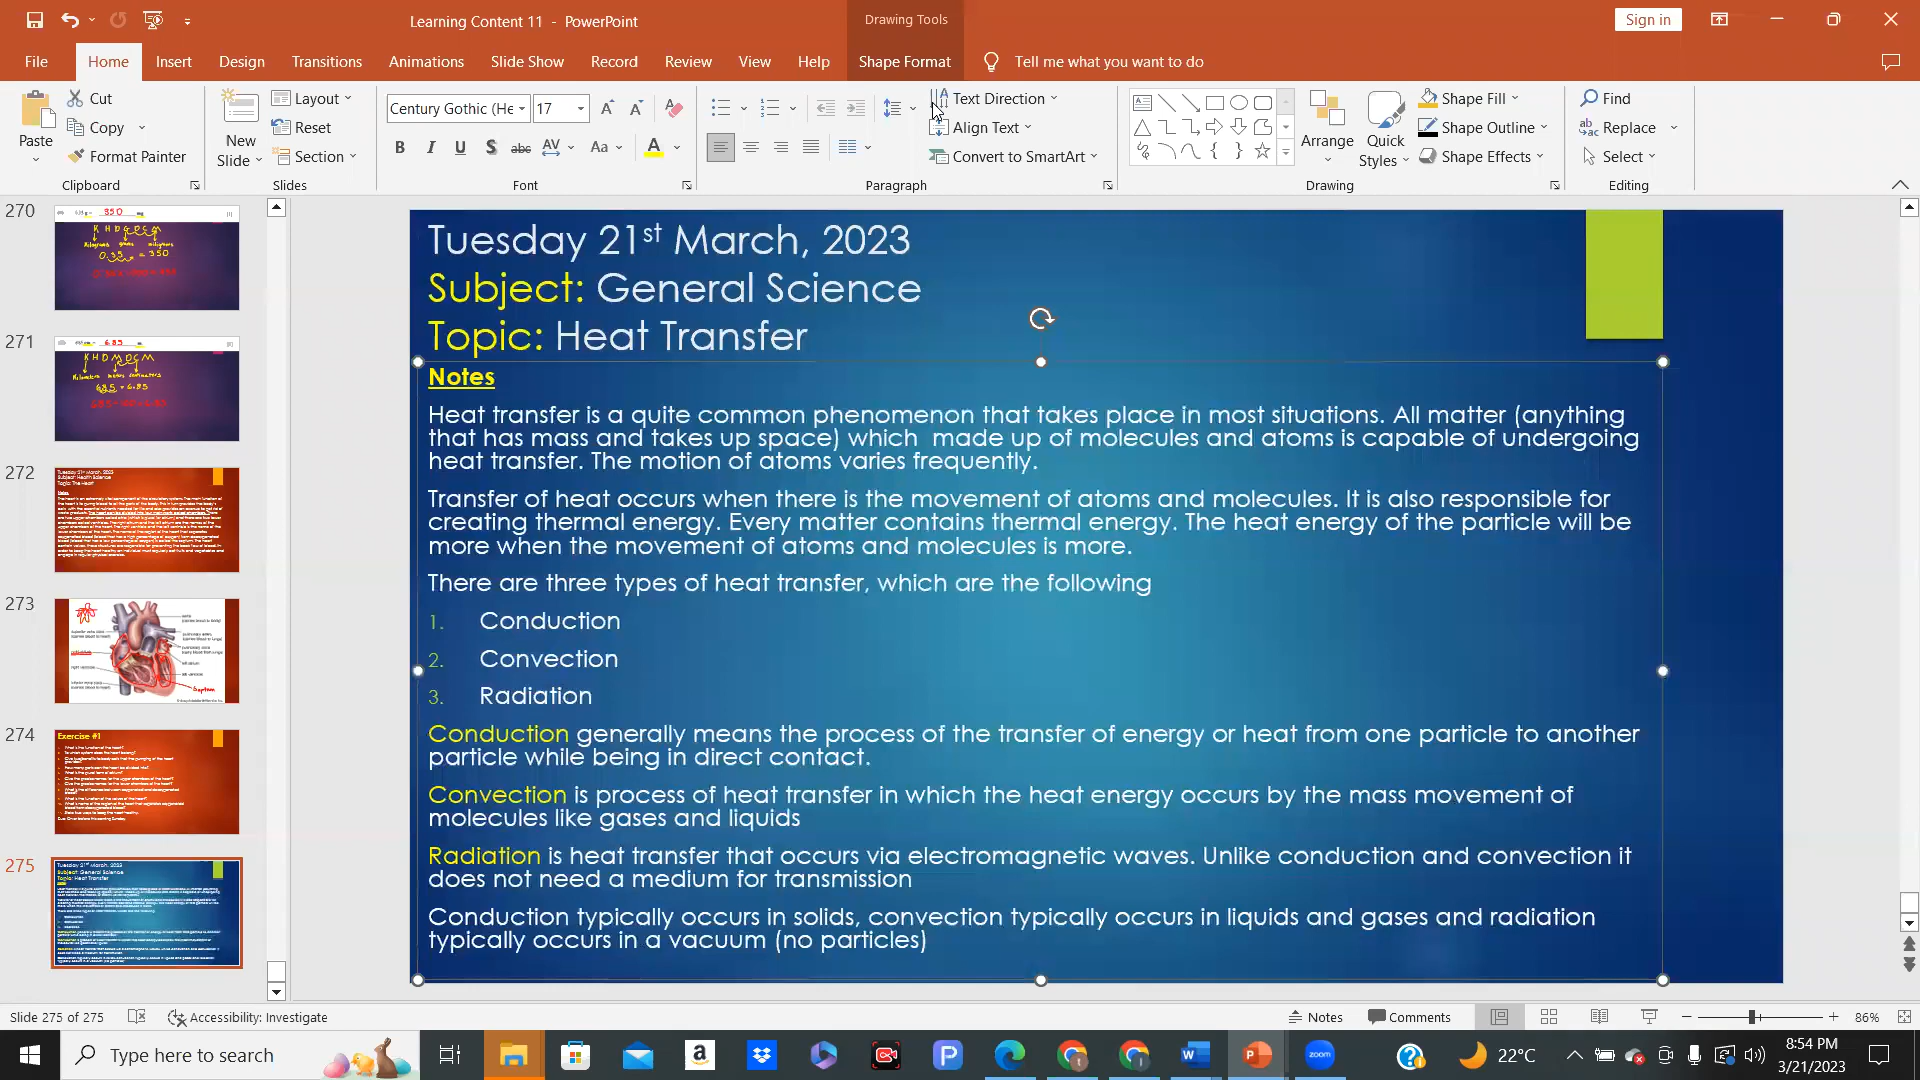 Learning Content 11 - PowerPoint
Drawing Tools
Sign in
File Home Insert Design Transitions Animations Slide Show Record Review View Help Shape Format Tell me what you want to do
Paste
Cut
Copy
Format Painter
Clipboard
New Slide
Layout
Reset
Section
Slides
Century Gothic (He 17
Font
Text Direction
Align Text
Convert to SmartArt
Paragraph
Arrange
Quick Styles
Shape Fill
Shape Outline
Shape Effects
Drawing
Find
Replace
Select
Editing
270
271
272
273
274
Exercise #1
275
Tuesday 21st March, 2023
Subject: General Science
Topic: Heat Transfer
Notes
Heat transfer is a quite common phenomenon that takes place in most situations. All matter (anything
that has mass and takes up space) which made up of molecules and atoms is capable of undergoing
heat transfer. The motion of atoms varies frequently.
Transfer of heat occurs when there is the movement of atoms and molecules. It is also responsible for
creating thermal energy. Every matter contains thermal energy. The heat energy of the particle will be
more when the movement of atoms and molecules is more.
There are three types of heat transfer, which are the following
1. Conduction
2. Convection
3. Radiation
Conduction generally means the process of the transfer of energy or heat from one particle to another
particle while being in direct contact.
Convection is process of heat transfer in which the heat energy occurs by the mass movement of
molecules like gases and liquids
Radiation is heat transfer that occurs via electromagnetic waves. Unlike conduction and convection it
does not need a medium for transmission
Conduction typically occurs in solids, convection typically occurs in liquids and gases and radiation
typically occurs in a vacuum (no particles)
Slide 275 of 275
Accessibility: Investigate
Notes
Comments
86%
Type here to search
zoom
22°C
8:54 PM
3/21/2023